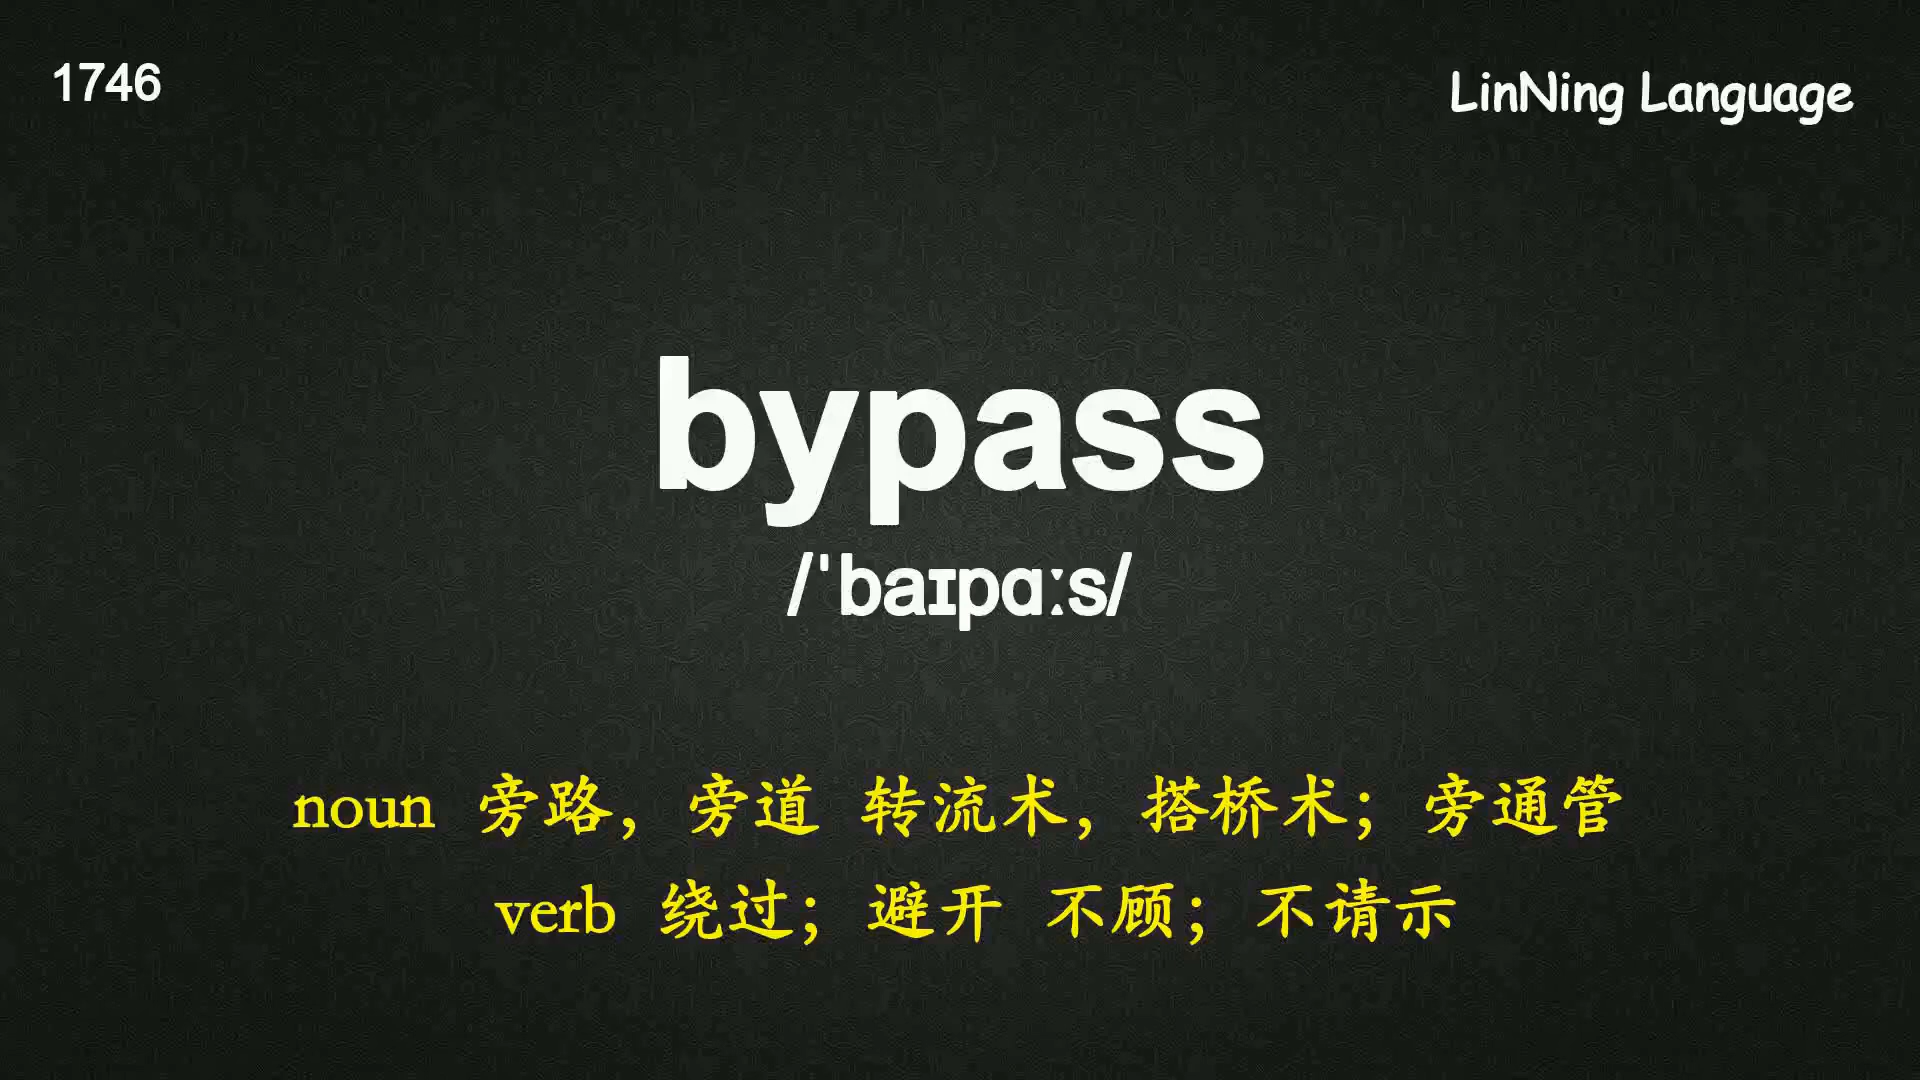 1746
LinNing Language
bypass
/ˈbaɪpɑːs/
noun 旁路，旁道 转流术，搭桥术；旁通管
verb 绕过；避开 不顾；不请示